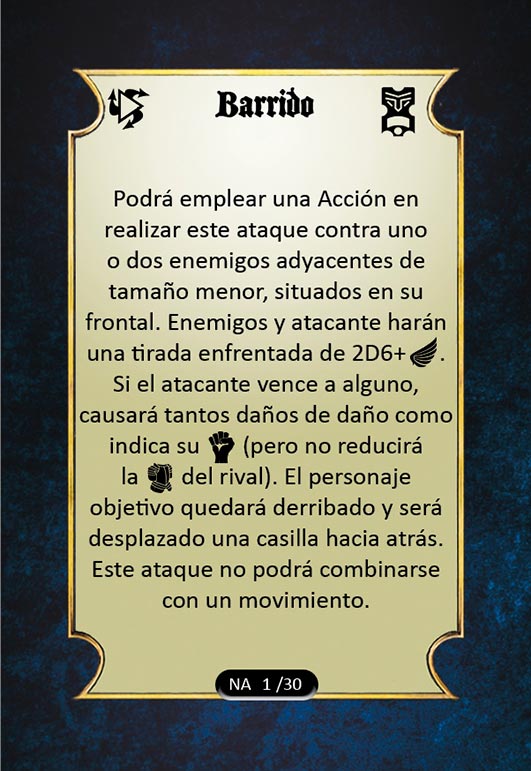 Barrido
Podrá emplear una Acción en
realizar este ataque contra uno
o dos enemigos adyacentes de
tamaño menor, situados en su
frontal. Enemigos y atacante harán
una tirada enfrentada de 2D6+ .
Si el atacante vence a alguno,
causará tantos daños de daño como
indica su (pero no reducirá
la del rival). El personaje
objetivo quedará derribado y será
desplazado una casilla hacia atrás.
Este ataque no podrá combinarse
con un movimiento.
NA 1 /30